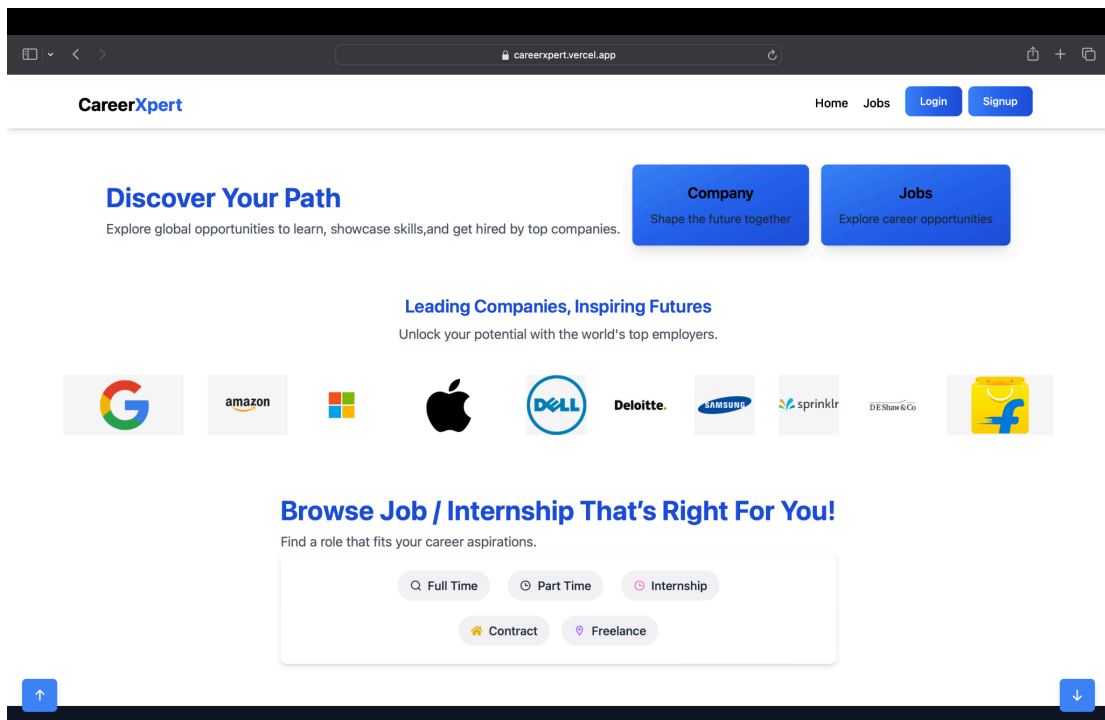 careerxpert.vercel.app
CareerXpert
Home Jobs Login Signup
Discover Your Path
Explore global opportunities to learn, showcase skills,and get hired by top companies.
Company
Shape the future together
Jobs
Explore career opportunities
Leading Companies, Inspiring Futures
Unlock your potential with the world's top employers.
amazon
DELL
Deloitte.
SAMSUNG
sprinklr
DE Shaw & Co
Browse Job / Internship That's Right For You!
Find a role that fits your career aspirations.
Full Time Part Time Internship
Contract Freelance